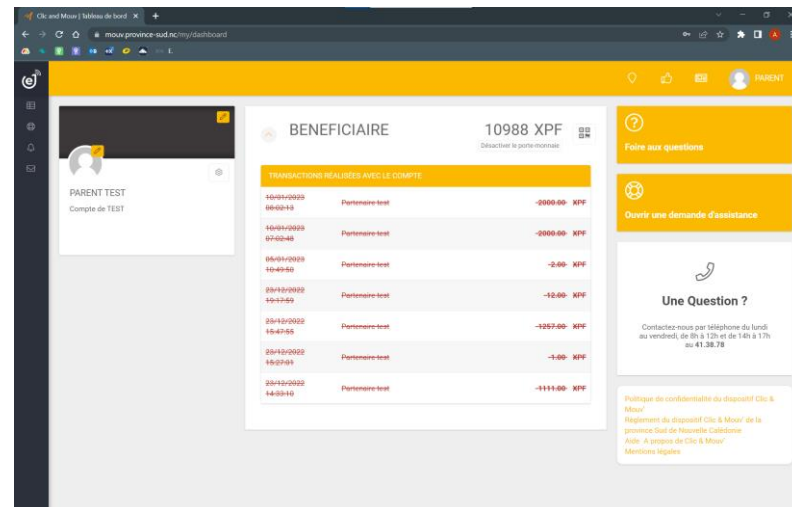 Clic and Mouv | Tableau de bord
mouv.province-sud.nc/my/dashboard
PARENT
BENEFICIAIRE
10988 XPF
Désactiver le porte-monnaie
TRANSACTIONS RÉALISÉES AVEC LE COMPTE
10/01/2023
08:02:13
Partenaire test
-2000.00 XPF
10/01/2023
07:02:48
Partenaire test
-2000.00 XPF
05/01/2023
10:49:50
Partenaire test
-2.00 XPF
23/12/2022
19:17:59
Partenaire test
-12.00 XPF
23/12/2022
15:47:55
Partenaire test
-1257.00 XPF
23/12/2022
15:27:01
Partenaire test
-1.00 XPF
23/12/2022
14:33:10
Partenaire test
-1111.00 XPF
PARENT TEST
Compte de TEST
Foire aux questions
Ouvrir une demande d'assistance
Une Question ?
Contactez-nous par téléphone du lundi
au vendredi, de 8h à 12h et de 14h à 17h
au 41.38.78
Politique de confidentialité du dispositif Clic &
Mouv'
Règlement du dispositif Clic & Mouv' de la
province Sud de Nouvelle Calédonie
Aide: A propos de Clic & Mouv'
Mentions légales